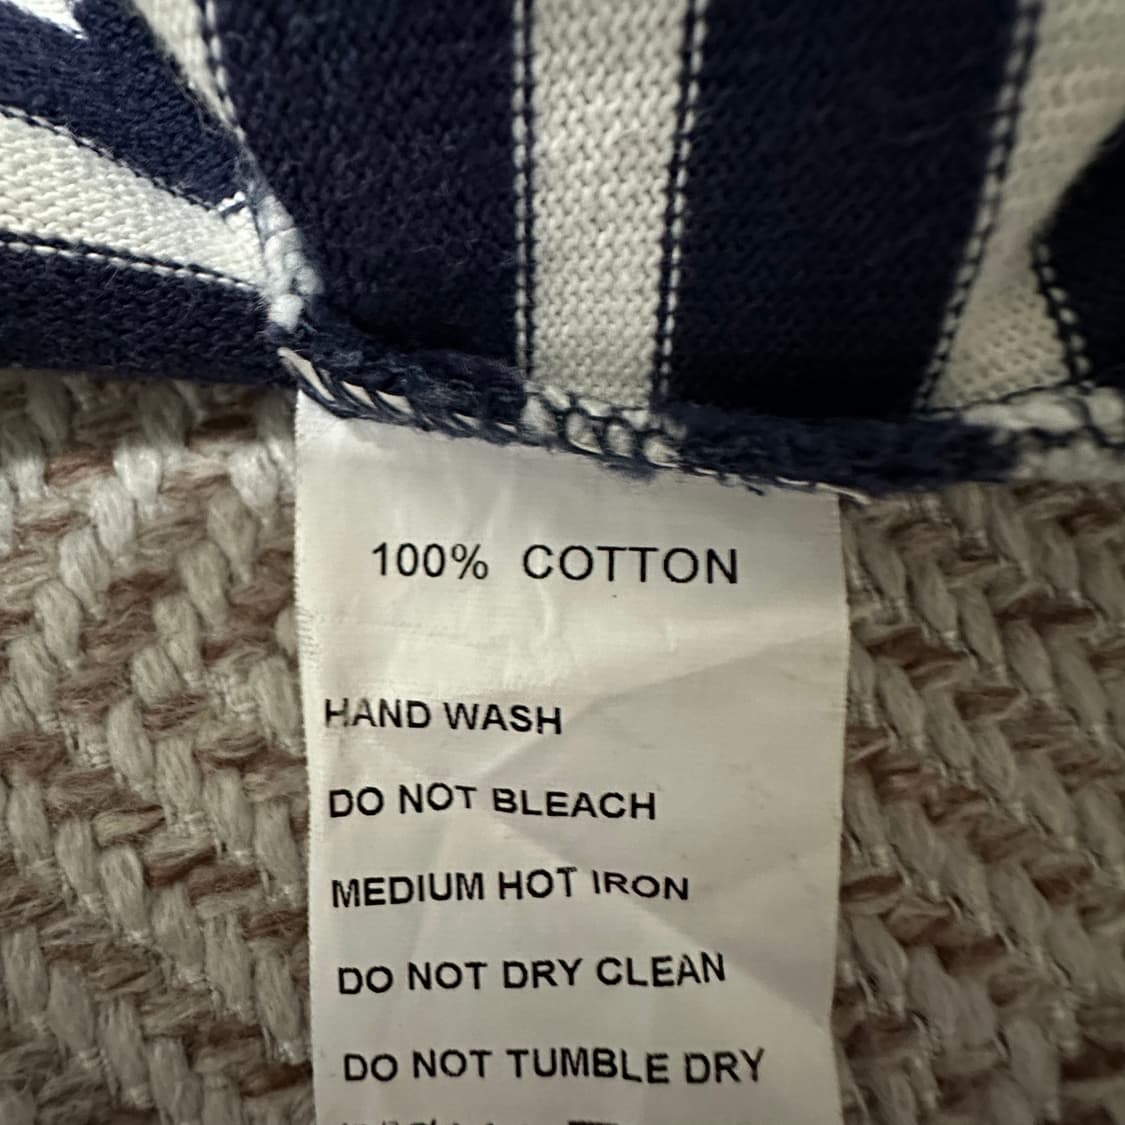 100% COTTON
HAND WASH
DO NOT BLEACH
MEDIUM HOT IRON
DO NOT DRY CLEAN
DO NOT TUMBLE DRY